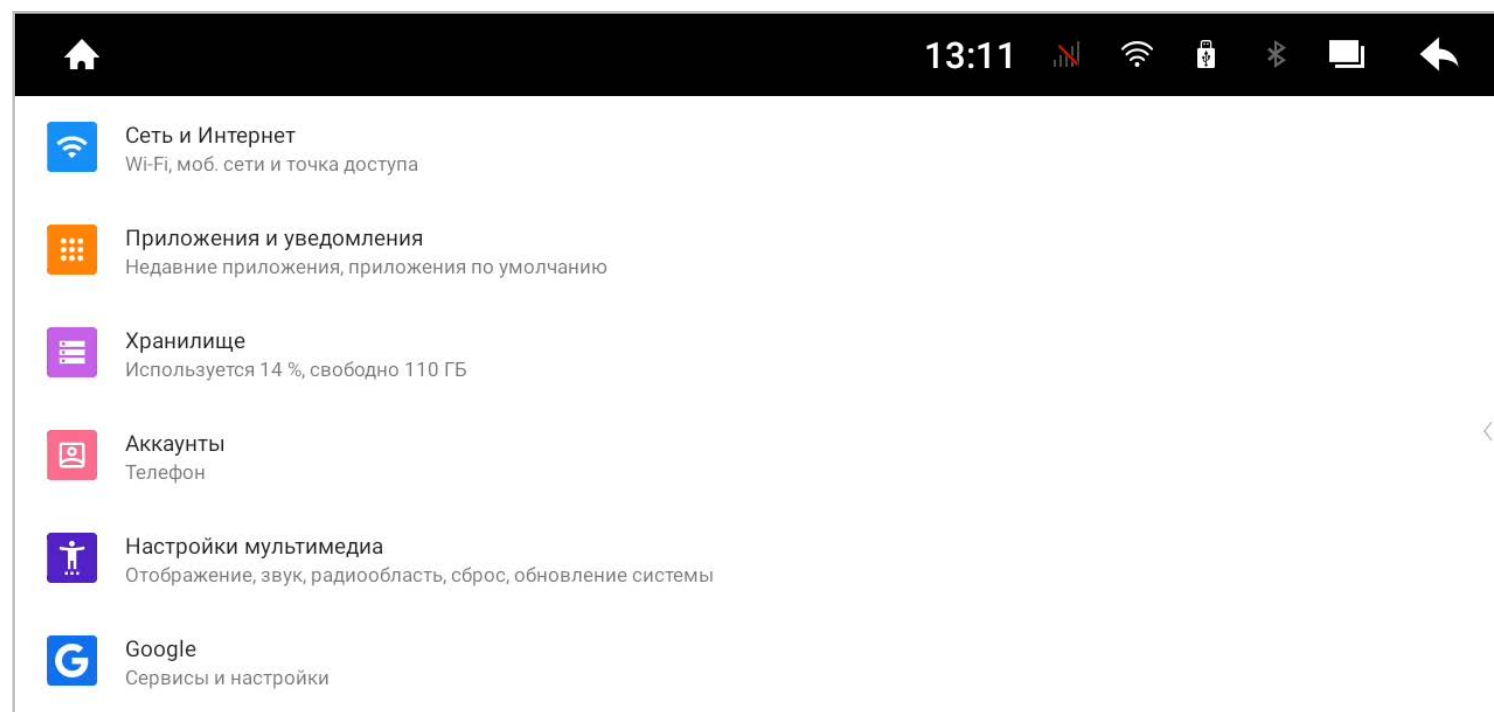 13:11
Сеть и Интернет
Wi-Fi, моб. сети и точка доступа
Приложения и уведомления
Недавние приложения, приложения по умолчанию
Хранилище
Используется 14 %, свободно 110 ГБ
Аккаунты
Телефон
Настройки мультимедиа
Отображение, звук, радиообласть, сброс, обновление системы
Google
Сервисы и настройки